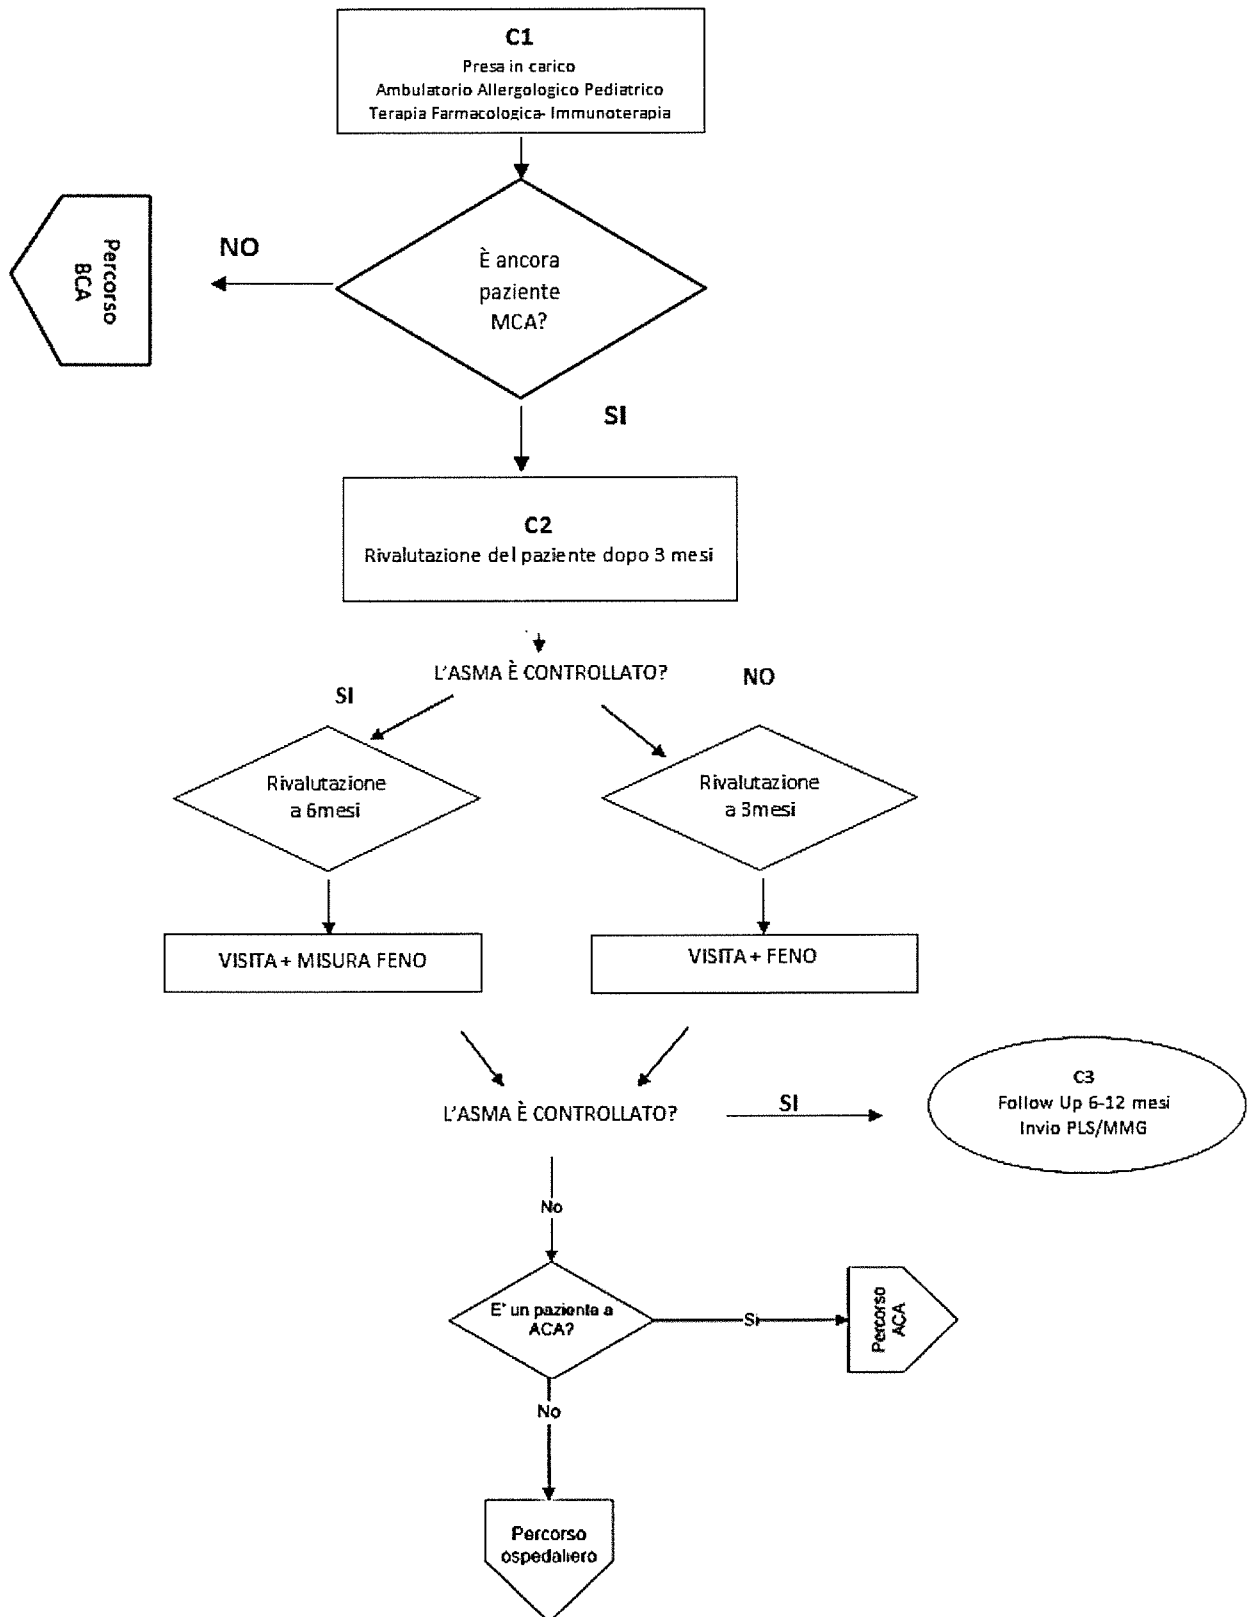 C1
Presa in carico
Ambulatorio Allergologico Pediatrico
Terapia Farmacologica- Immunoterapia
NO
Percorso
BCA
È ancora
paziente
MCA?
SI
C2
Rivalutazione del paziente dopo 3 mesi
L'ASMA È CONTROLLATO?
SI
NO
Rivalutazione
a 6mesi
Rivalutazione
a 3mesi
VISITA + MISURA FENO
VISITA + FENO
L'ASMA È CONTROLLATO?
SI
C3
Follow Up 6-12 mesi
Invio PLS/MMG
No
E' un paziente a
ACA?
Si
Percorso
ACA
No
Percorso
ospedaliero